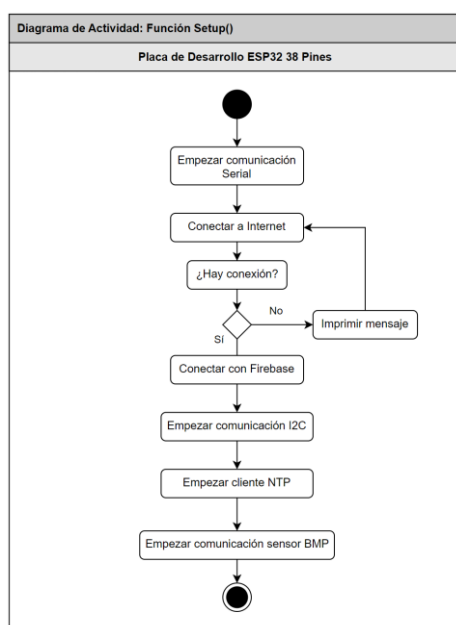 Diagrama de Actividad: Función Setup()
Placa de Desarrollo ESP32 38 Pines
Empezar comunicación
Serial
Conectar a Internet
¿Hay conexión?
No
Imprimir mensaje
Sí
Conectar con Firebase
Empezar comunicación I2C
Empezar cliente NTP
Empezar comunicación sensor BMP